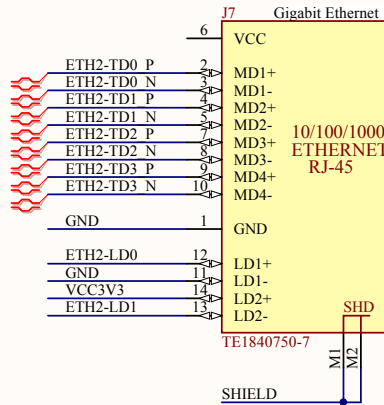 J7 Gigabit Ethernet
6 VCC
ETH2-TD0_P 2 MD1+
ETH2-TD0_N 3 MD1-
ETH2-TD1_P 4 MD2+
ETH2-TD1_N 5 MD2-
ETH2-TD2_P 7 MD3+
ETH2-TD2_N 8 MD3-
ETH2-TD3_P 9 MD4+
ETH2-TD3_N 10 MD4-
10/100/1000
ETHERNET
RJ-45
GND 1 GND
ETH2-LD0 12 LD1+
GND 11 LD1-
VCC3V3 14 LD2+
ETH2-LD1 13 LD2-
SHD
TE1840750-7
M1
M2
SHIELD